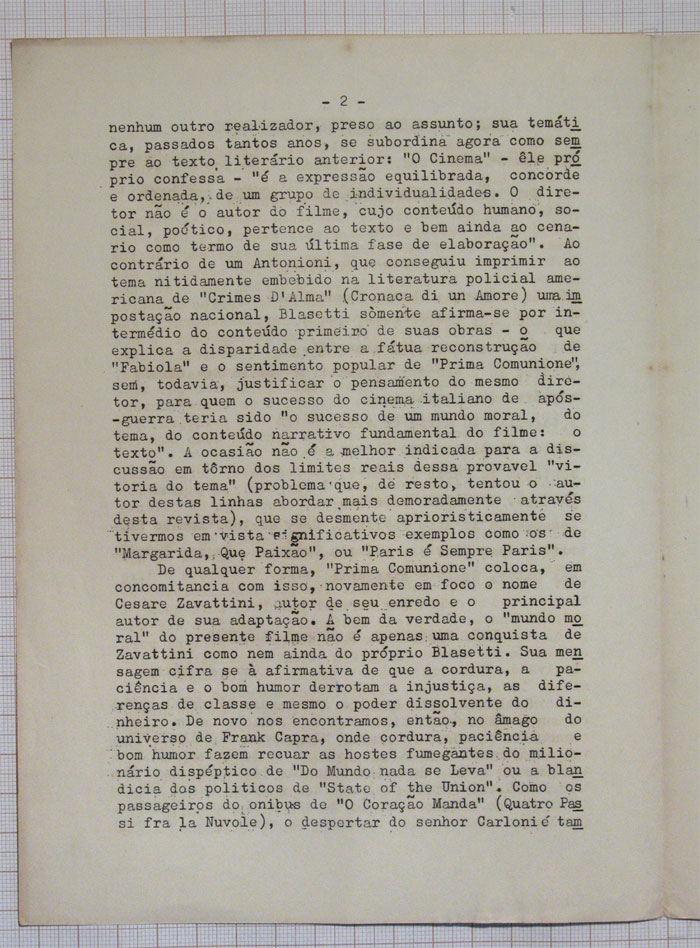 - 2 -
nenhum outro realizador, preso ao assunto; sua temáti
ca, passados tantos anos, se subordina agora como sem
pre ao texto literário anterior: "O Cinema" - êle pró
prio confessa - "é a expressão equilibrada, concorde
e ordenada, de um grupo de individualidades. O dire-
tor não é o autor do filme, cujo conteúdo humano, so-
cial, poético, pertence ao texto e bem ainda ao cena-
rio como termo de sua última fase de elaboração". Ao
contrário de um Antonioni, que conseguiu imprimir ao
tema nitidamente embebido na literatura policial ame-
ricana de "Crimes D'Alma" (Cronaca di un Amore) uma im
postação nacional, Blasetti sòmente afirma-se por in-
termédio do conteúdo primeiro de suas obras - o que
explica a disparidade entre a fátua reconstrução de
"Fabiola" e o sentimento popular de "Prima Comunione",
sem, todavia, justificar o pensamento do mesmo dire-
tor, para quem o sucesso do cinema italiano de após-
-guerra teria sido "o sucesso de um mundo moral, do
tema, do conteúdo narrativo fundamental do filme: o
texto". A ocasião não é a melhor indicada para a dis-
cussão em tôrno dos limites reais dessa provavel "vi-
toria do tema" (problema que, de resto, tentou o au-
tor destas linhas abordar mais demoradamente através
desta revista), que se desmente aprioristicamente se
tivermos em vista significativos exemplos como os de
"Margarida, Que Paixão", ou "Paris é Sempre Paris".
De qualquer forma, "Prima Comunione" coloca, em
concomitancia com isso, novamente em foco o nome de
Cesare Zavattini, autor de seu enredo e o principal
autor de sua adaptação. A bem da verdade, o "mundo mo
ral" do presente filme não é apenas uma conquista de
Zavattini como nem ainda do próprio Blasetti. Sua men
sagem cifra se à afirmativa de que a cordura, a pa-
ciência e o bom humor derrotam a injustiça, as dife-
renças de classe e mesmo o poder dissolvente do di-
nheiro. De novo nos encontramos, então, no âmago do
universo de Frank Capra, onde cordura, paciência e
bom humor fazem recuar as hostes fumegantes do milio-
nário dispéptico de "Do Mundo nada se Leva" ou a blan
dicia dos politicos de "State of the Union". Como os
passageiros do onibus de "O Coração Manda" (Quatro Pas
si fra la Nuvole), o despertar do senhor Carloni é tam